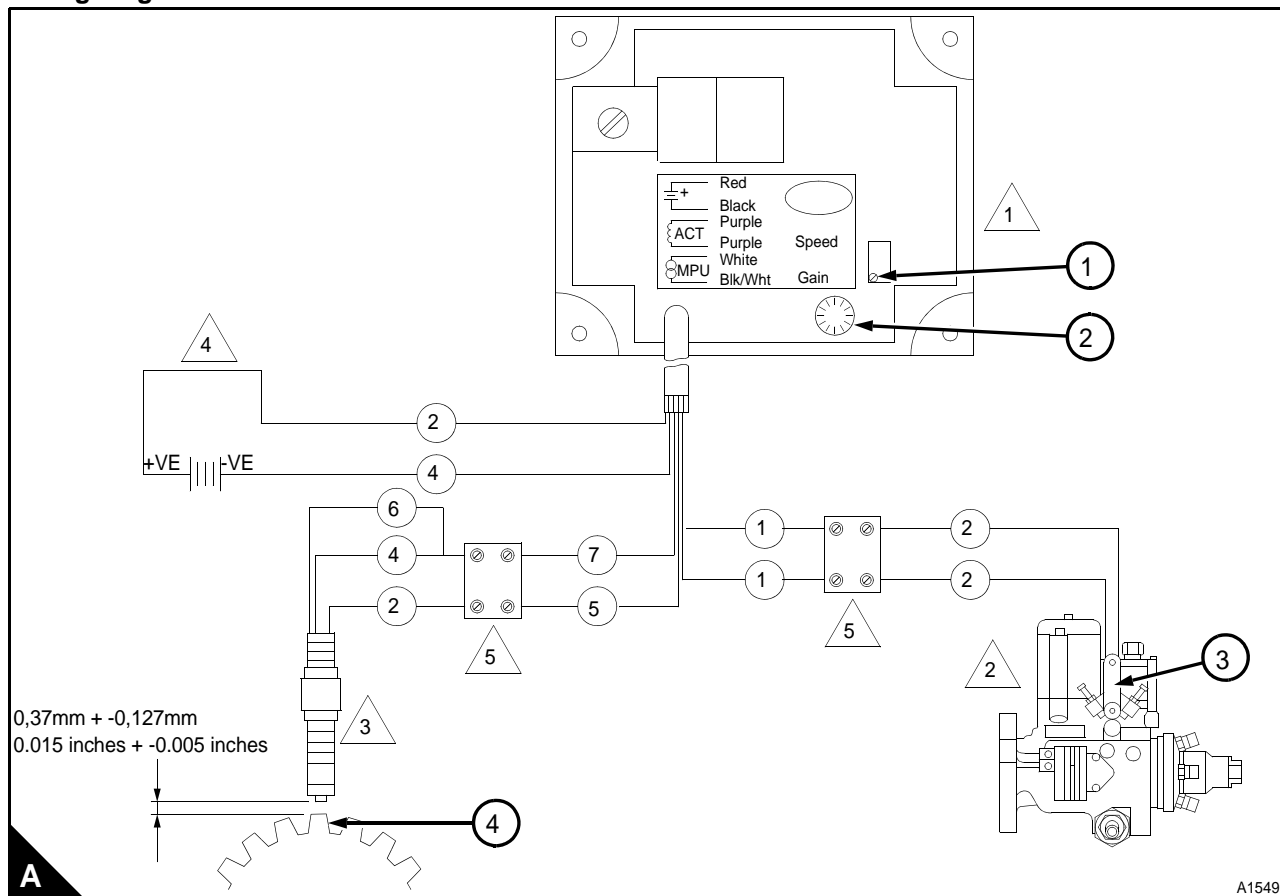 Red
+
Black
Purple
ACT
Purple
Speed
White
MPU
Blk/Wht
Gain
1
1
2
4
2
+VE
-VE
4
6
4
7
2
5
5
1
2
1
2
5
2
3
3
0,37mm + -0,127mm
0.015 inches + -0.005 inches
4
A
A1549